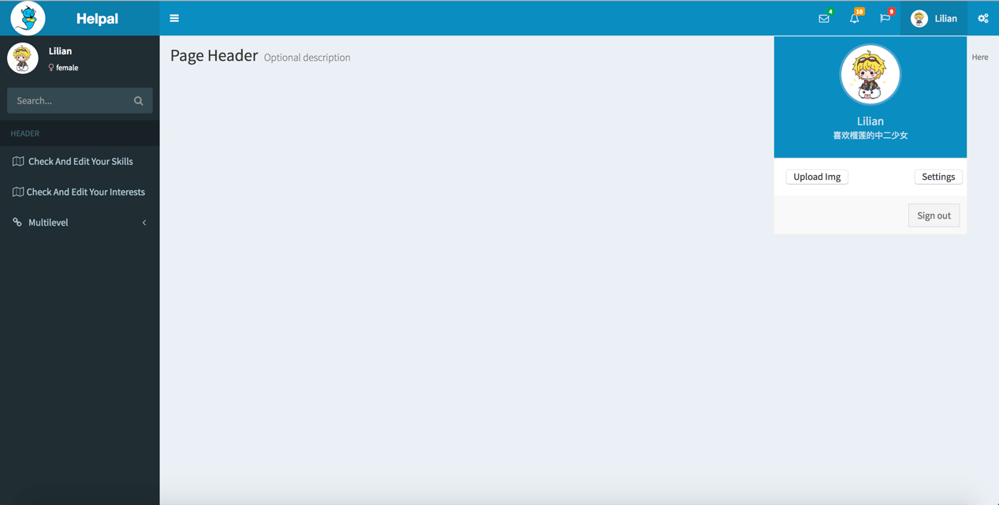 Helpal
4
10
9
Lilian
Lilian
female
Search...
HEADER
Check And Edit Your Skills
Check And Edit Your Interests
Multilevel
Page Header Optional description
Here
Lilian
喜欢榴莲的中二少女
Upload Img
Settings
Sign out